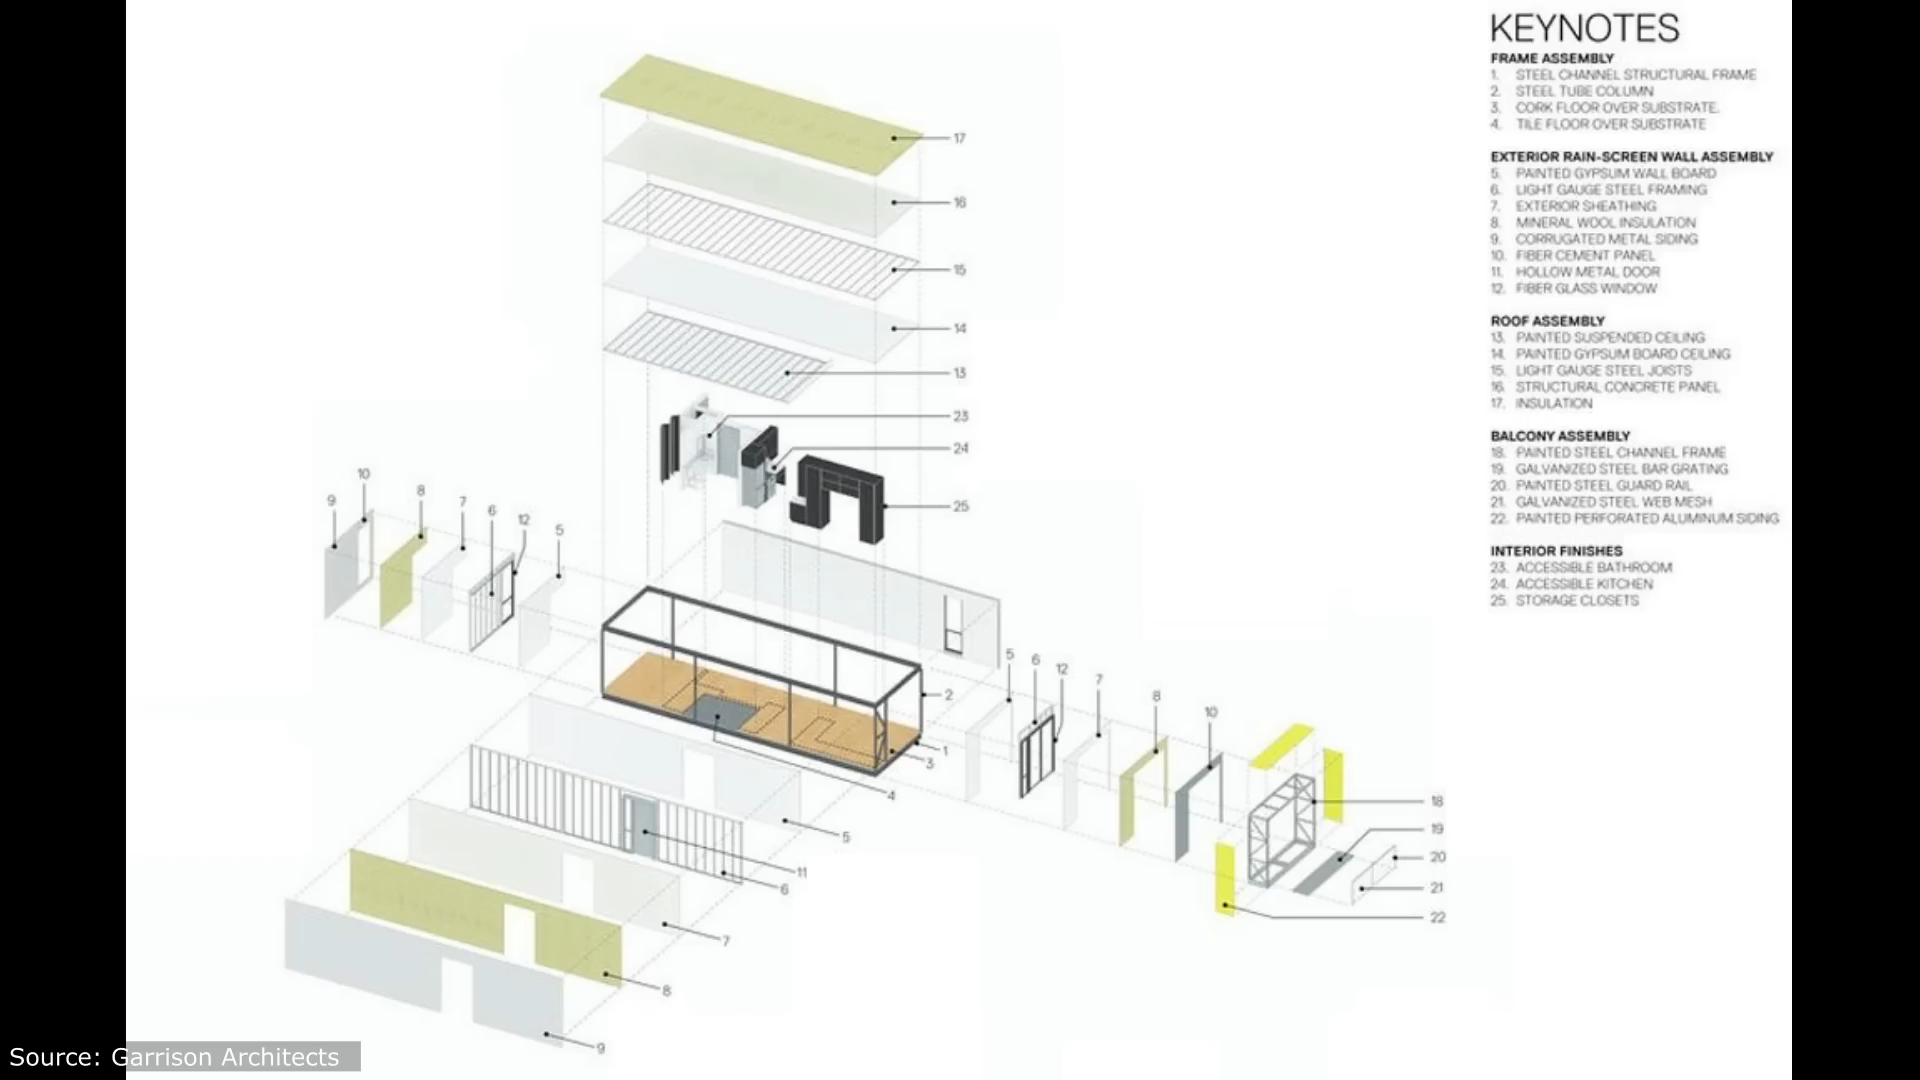 KEYNOTES
FRAME ASSEMBLY
1. STEEL CHANNEL STRUCTURAL FRAME
2. STEEL TUBE COLUMN
3. CORK FLOOR OVER SUBSTRATE.
4. TILE FLOOR OVER SUBSTRATE
EXTERIOR RAIN-SCREEN WALL ASSEMBLY
5. PAINTED GYPSUM WALL BOARD
6. LIGHT GAUGE STEEL FRAMING
7. EXTERIOR SHEATHING
8. MINERAL WOOL INSULATION
9. CORRUGATED METAL SIDING
10. FIBER CEMENT PANEL
11. HOLLOW METAL DOOR
12. FIBER GLASS WINDOW
ROOF ASSEMBLY
13. PAINTED SUSPENDED CEILING
14. PAINTED GYPSUM BOARD CEILING
15. LIGHT GAUGE STEEL JOISTS
16. STRUCTURAL CONCRETE PANEL
17. INSULATION
BALCONY ASSEMBLY
18. PAINTED STEEL CHANNEL FRAME
19. GALVANIZED STEEL BAR GRATING
20. PAINTED STEEL GUARD RAIL
21. GALVANIZED STEEL WEB MESH
22. PAINTED PERFORATED ALUMINUM SIDING
INTERIOR FINISHES
23. ACCESSIBLE BATHROOM
24. ACCESSIBLE KITCHEN
25. STORAGE CLOSETS
17
16
15
14
13
23
24
25
10
9
8
7
6
12
5
2
1
3
4
5
11
6
7
8
9
5
6
12
7
8
10
18
19
20
21
22
Source: Garrison Architects